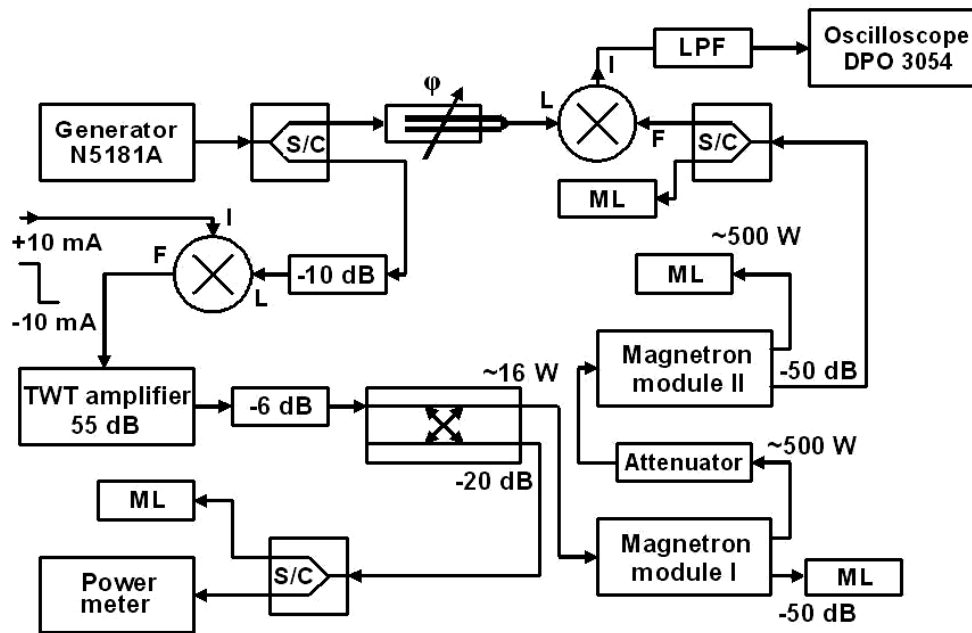 Oscilloscope
DPO 3054
LPF
I
φ
L
Generator
N5181A
S/C
F
S/C
ML
+10 mA
I
F
-10 mA
L
-10 dB
~500 W
ML
TWT amplifier
55 dB
-6 dB
~16 W
Magnetron
module II
-50 dB
-20 dB
Attenuator
~500 W
ML
Power
meter
S/C
Magnetron
module I
ML
-50 dB